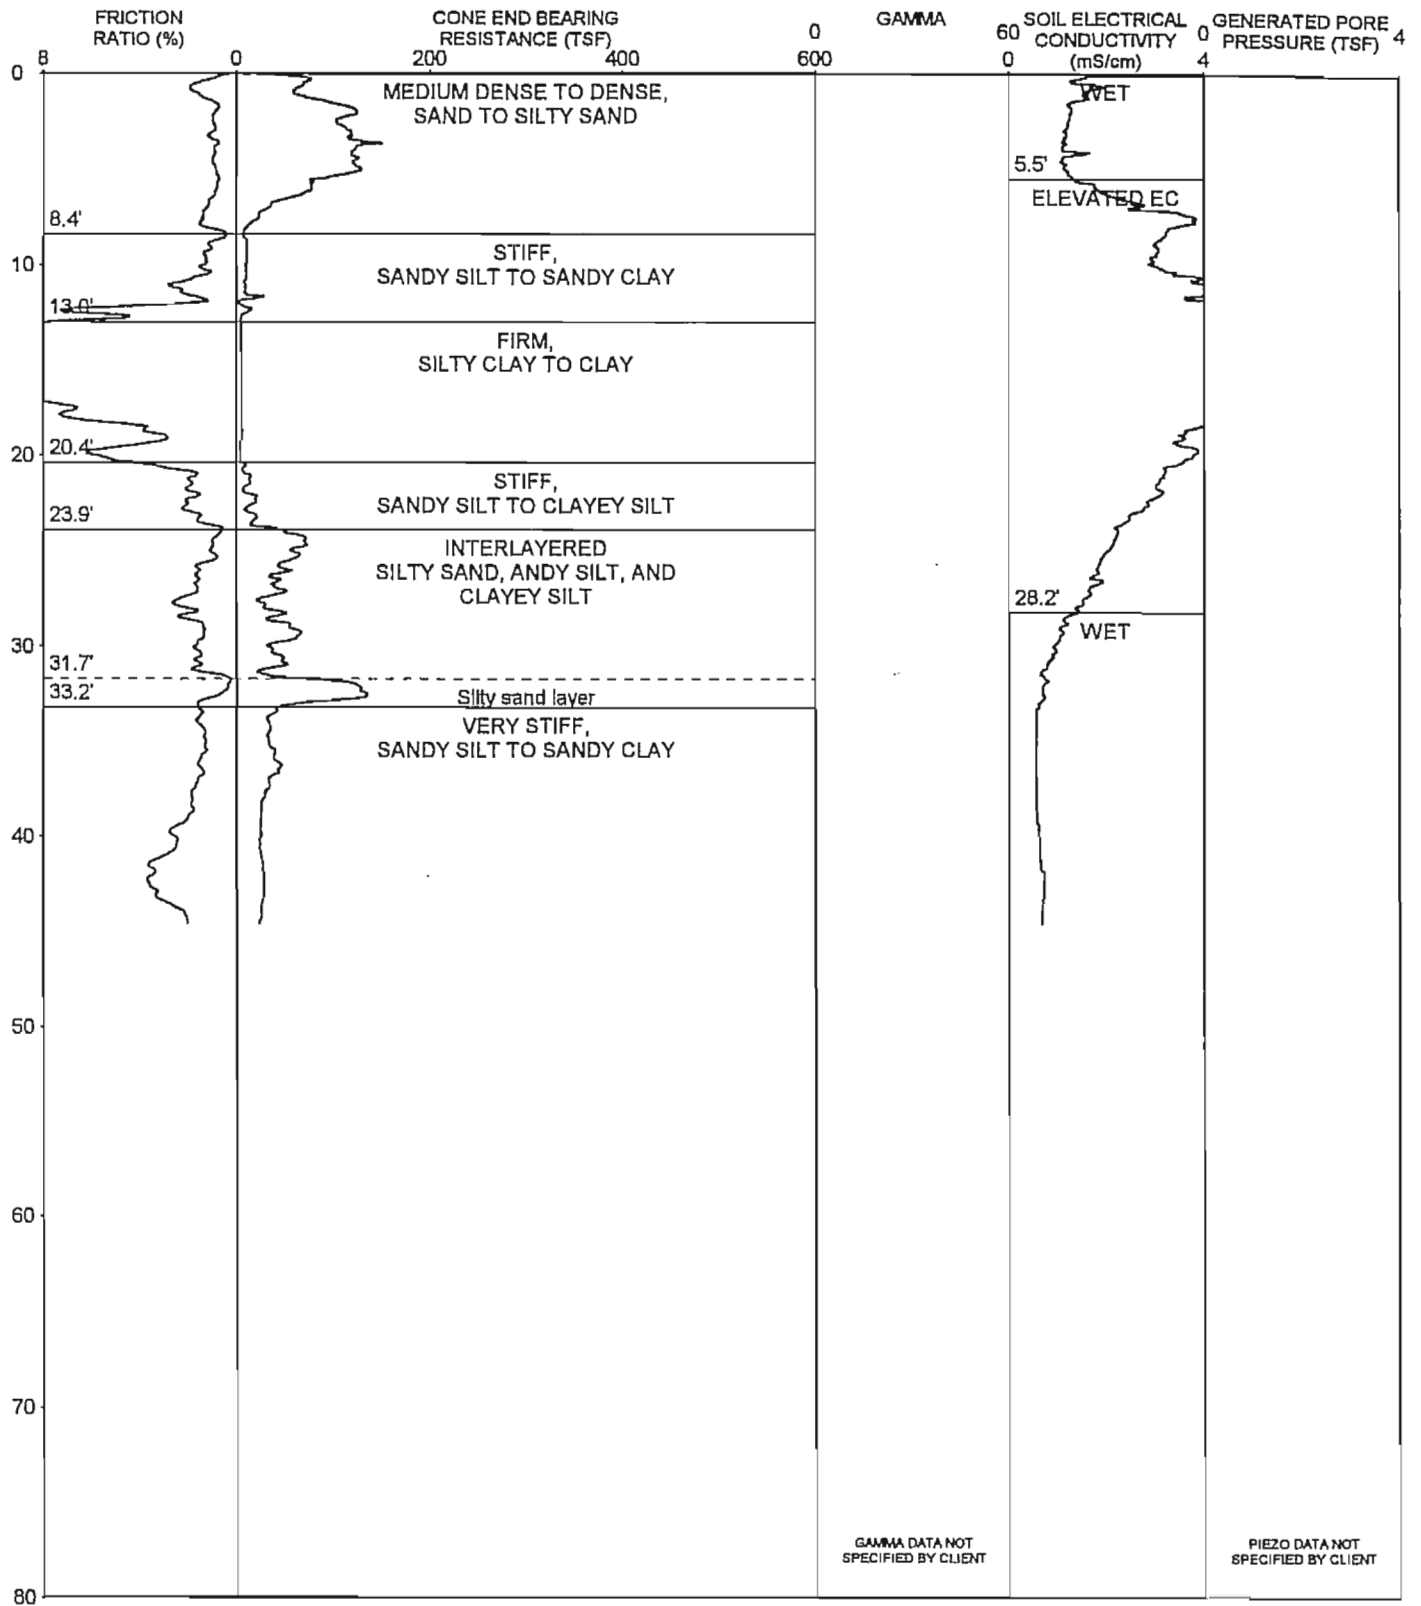 FRICTION
RATIO (%)
CONE END BEARING
RESISTANCE (TSF)
GAMMA
SOIL ELECTRICAL
CONDUCTIVITY
(mS/cm)
GENERATED PORE
PRESSURE (TSF)
8 0 200 400 600
0 60
0 4
0 4
0
MEDIUM DENSE TO DENSE,
SAND TO SILTY SAND
WET
5.5'
ELEVATED EC
8.4'
STIFF,
SANDY SILT TO SANDY CLAY
10
13.0'
FIRM,
SILTY CLAY TO CLAY
20.4'
20
STIFF,
SANDY SILT TO CLAYEY SILT
23.9'
INTERLAYERED
SILTY SAND, ANDY SILT, AND
CLAYEY SILT
28.2'
WET
30
31.7'
33.2'
Silty sand layer
VERY STIFF,
SANDY SILT TO SANDY CLAY
40
50
60
70
GAMMA DATA NOT
SPECIFIED BY CLIENT
PIEZO DATA NOT
SPECIFIED BY CLIENT
80